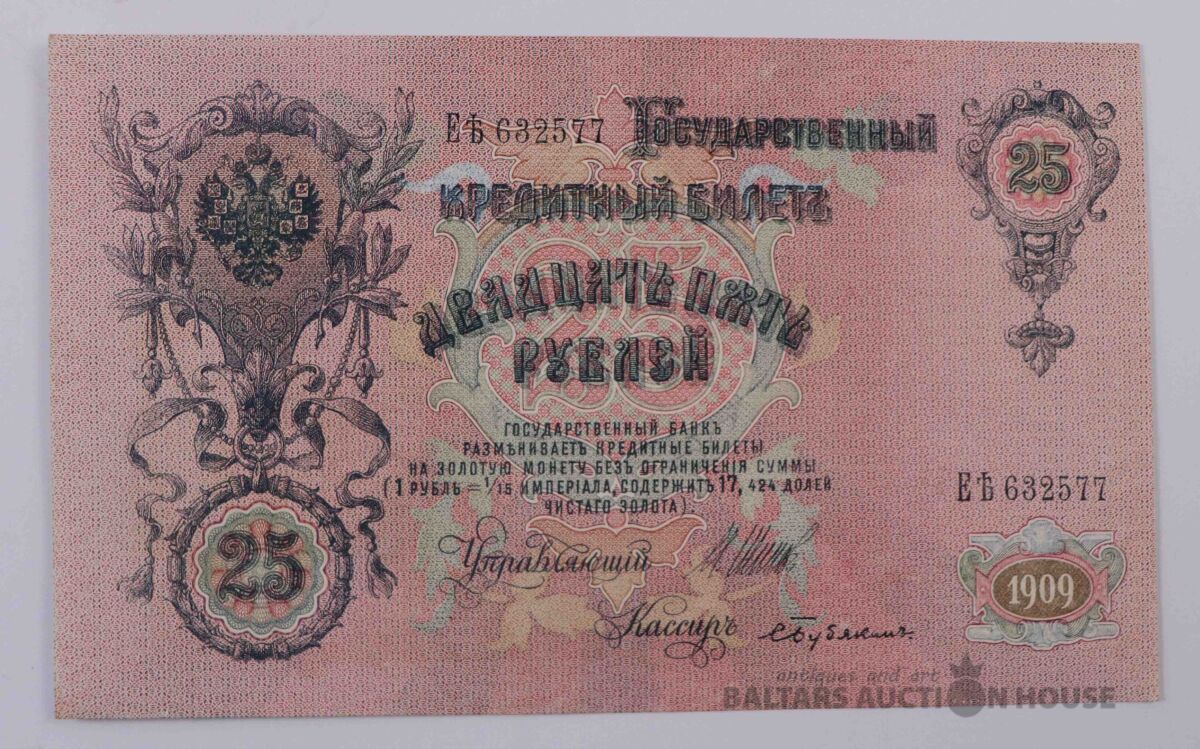 ЕѢ 632577 Государственный
25
кредитный билетъ
Двадцать пять
рублей
25
ГОСУДАРСТВЕННЫЙ БАНКЪ
РАЗМѢНИВАЕТЪ КРЕДИТНЫЕ БИЛЕТЫ
НА ЗОЛОТУЮ МОНЕТУ БЕЗЪ ОГРАНИЧЕНІЯ СУММЫ
(1 РУБЛЬ = 1/15 ИМПЕРІАЛА, СОДЕРЖИТЪ 17,424 ДОЛЕЙ
ЧИСТАГО ЗОЛОТА).
ЕѢ 632577
25
Управляющій
1909
Кассиръ
antiques and art
BALTARS AUCTION HOUSE